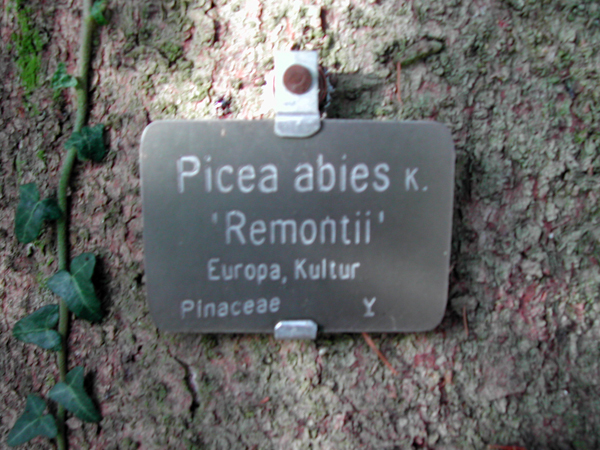 Picea abies K.
'Remontii'
Europa, Kultur
Pinaceae Y